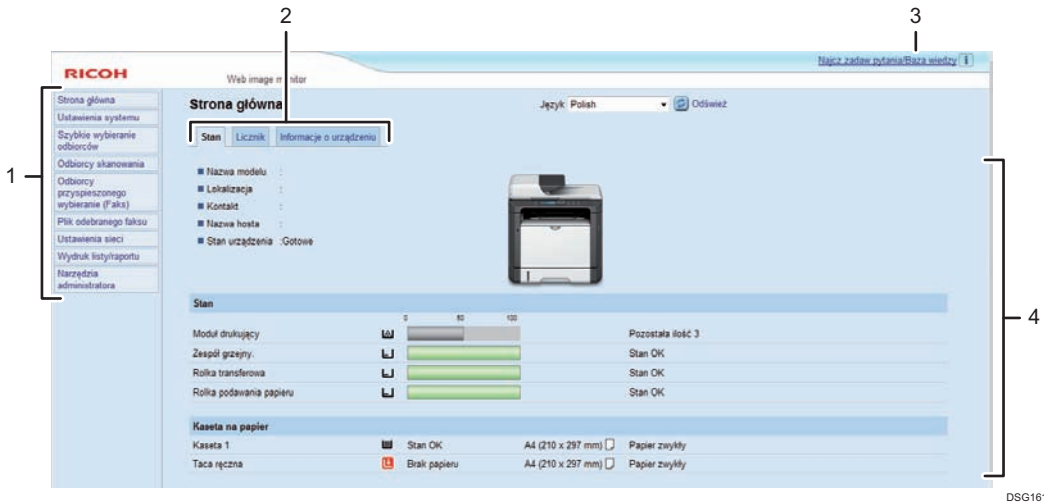 2
3
Najcz zadaw pytania/Baza wiedzy
RICOH
Web image monitor
1
Strona główna
Ustawienia systemu
Szybkie wybieranie
odbiorców
Odbiorcy skanowania
Odbiorcy
przyspieszonego
wybieranie (Faks)
Plik odebranego faksu
Ustawienia sieci
Wydruk listy/raportu
Narzędzia
administratora
Strona główna
Język Polish Odśwież
Stan Licznik Informacje o urządzeniu
Nazwa modelu :
Lokalizacja :
Kontakt :
Nazwa hosta :
Stan urządzenia :Gotowe
4
Stan
0 50 100
Moduł drukujący Pozostała ilość 3
Zespół grzejny. Stan OK
Rolka transferowa Stan OK
Rolka podawania papieru Stan OK
Kaseta na papier
Kaseta 1 Stan OK A4 (210 x 297 mm) Papier zwykły
Taca ręczna Brak papieru A4 (210 x 297 mm) Papier zwykły